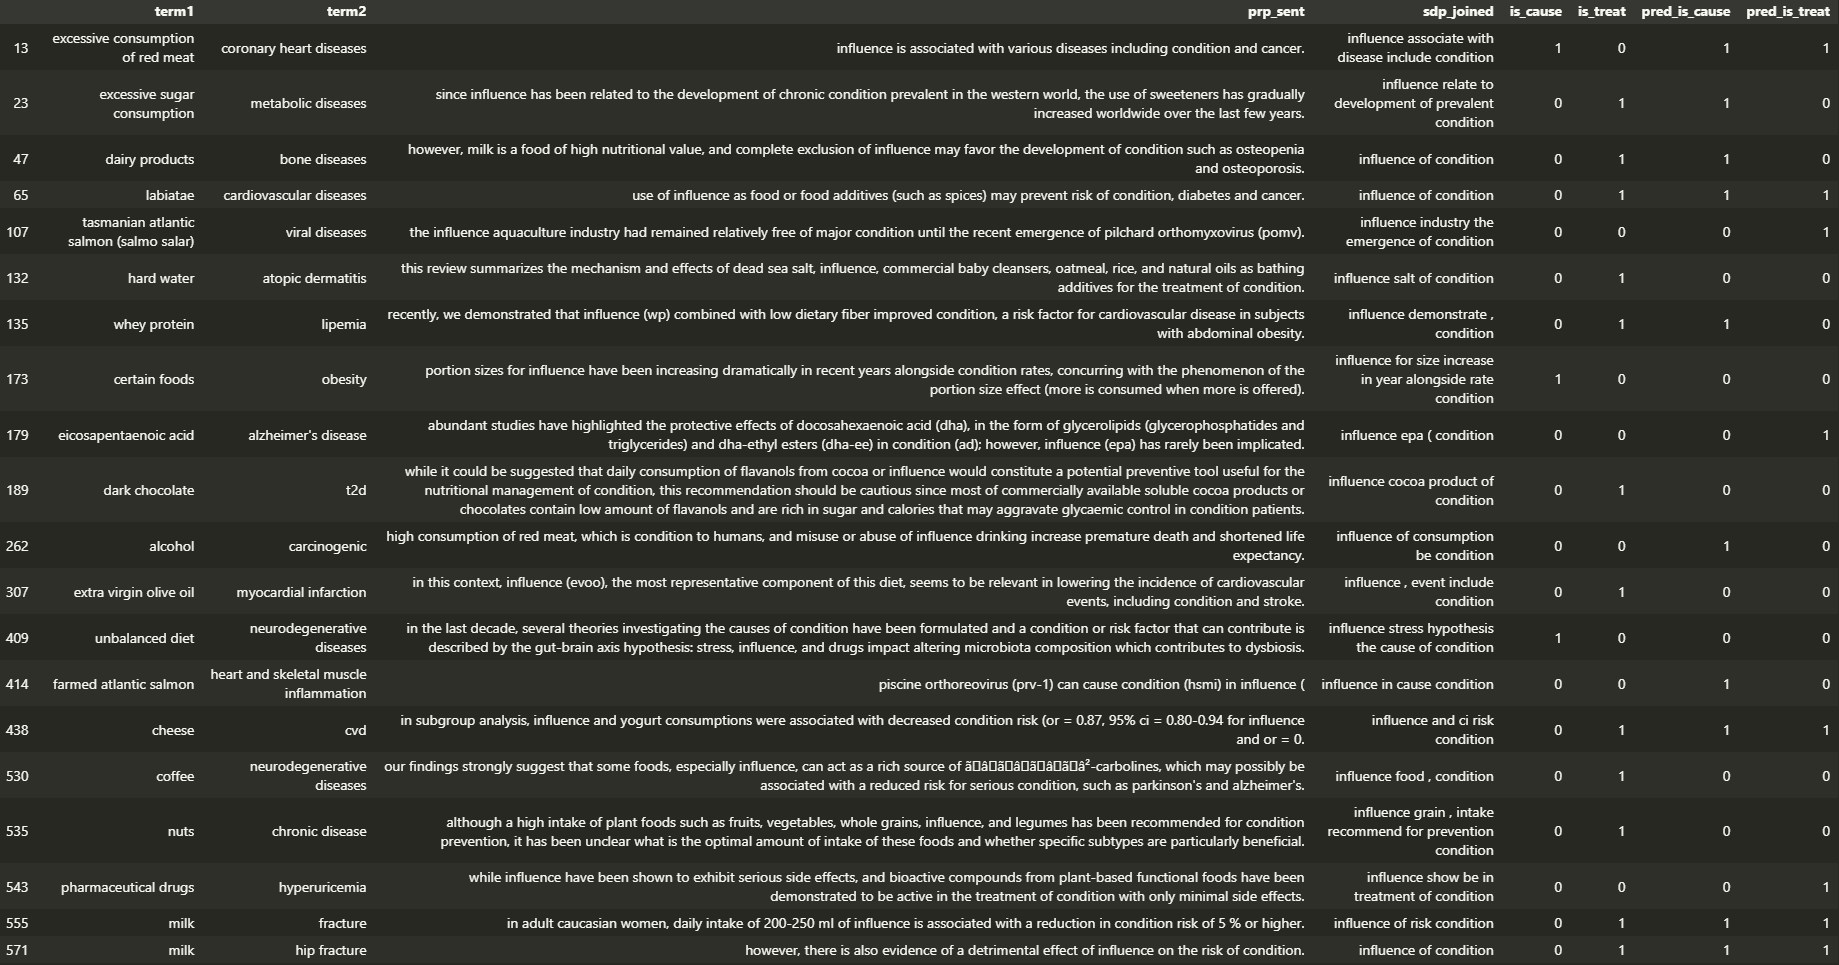 term1 term2 prp_sent sdp_joined is_cause is_treat pred_is_cause pred_is_treat
13 excessive consumption of red meat coronary heart diseases influence is associated with various diseases including condition and cancer. influence associate with disease include condition 1 0 1 1
23 excessive sugar consumption metabolic diseases since influence has been related to the development of chronic condition prevalent in the western world, the use of sweeteners has gradually increased worldwide over the last few years. influence relate to development of prevalent condition 0 1 1 0
47 dairy products bone diseases however, milk is a food of high nutritional value, and complete exclusion of influence may favor the development of condition such as osteopenia and osteoporosis. influence of condition 0 1 1 0
65 labiatae cardiovascular diseases use of influence as food or food additives (such as spices) may prevent risk of condition, diabetes and cancer. influence of condition 0 1 1 1
107 tasmanian atlantic salmon (salmo salar) viral diseases the influence aquaculture industry had remained relatively free of major condition until the recent emergence of pilchard orthomyxovirus (pomv). influence industry the emergence of condition 0 0 0 1
132 hard water atopic dermatitis this review summarizes the mechanism and effects of dead sea salt, influence, commercial baby cleansers, oatmeal, rice, and natural oils as bathing additives for the treatment of condition. influence salt of condition 0 1 0 0
135 whey protein lipemia recently, we demonstrated that influence (wp) combined with low dietary fiber improved condition, a risk factor for cardiovascular disease in subjects with abdominal obesity. influence demonstrate , condition 0 1 1 0
173 certain foods obesity portion sizes for influence have been increasing dramatically in recent years alongside condition rates, concurring with the phenomenon of the portion size effect (more is consumed when more is offered). influence for size increase in year alongside rate condition 1 0 0 0
179 eicosapentaenoic acid alzheimer's disease abundant studies have highlighted the protective effects of docosahexaenoic acid (dha), in the form of glycerolipids (glycerophosphatides and triglycerides) and dha-ethyl esters (dha-ee) in condition (ad); however, influence (epa) has rarely been implicated. influence epa ( condition 0 0 0 1
189 dark chocolate t2d while it could be suggested that daily consumption of flavanols from cocoa or influence would constitute a potential preventive tool useful for the nutritional management of condition, this recommendation should be cautious since most of commercially available soluble cocoa products or chocolates contain low amount of flavanols and are rich in sugar and calories that may aggravate glycaemic control in condition patients. influence cocoa product of condition 0 1 0 0
262 alcohol carcinogenic high consumption of red meat, which is condition to humans, and misuse or abuse of influence drinking increase premature death and shortened life expectancy. influence of consumption be condition 0 0 1 0
307 extra virgin olive oil myocardial infarction in this context, influence (evoo), the most representative component of this diet, seems to be relevant in lowering the incidence of cardiovascular events, including condition and stroke. influence , event include condition 0 1 0 0
409 unbalanced diet neurodegenerative diseases in the last decade, several theories investigating the causes of condition have been formulated and a condition or risk factor that can contribute is described by the gut-brain axis hypothesis: stress, influence, and drugs impact altering microbiota composition which contributes to dysbiosis. influence stress hypothesis the cause of condition 1 0 0 0
414 farmed atlantic salmon heart and skeletal muscle inflammation piscine orthoreovirus (prv-1) can cause condition (hsmi) in influence ( influence in cause condition 0 0 1 0
438 cheese cvd in subgroup analysis, influence and yogurt consumptions were associated with decreased condition risk (or = 0.87, 95% ci = 0.80-0.94 for influence and or = 0. influence and ci risk condition 0 1 1 1
530 coffee neurodegenerative diseases our findings strongly suggest that some foods, especially influence, can act as a rich source of -carbolines, which may possibly be associated with a reduced risk for serious condition, such as parkinson's and alzheimer's. influence food , condition 0 1 0 0
535 nuts chronic disease although a high intake of plant foods such as fruits, vegetables, whole grains, influence, and legumes has been recommended for condition prevention, it has been unclear what is the optimal amount of intake of these foods and whether specific subtypes are particularly beneficial. influence grain , intake recommend for prevention condition 0 1 0 0
543 pharmaceutical drugs hyperuricemia while influence have been shown to exhibit serious side effects, and bioactive compounds from plant-based functional foods have been demonstrated to be active in the treatment of condition with only minimal side effects. influence show be in treatment of condition 0 0 0 1
555 milk fracture in adult caucasian women, daily intake of 200-250 ml of influence is associated with a reduction in condition risk of 5 % or higher. influence of risk condition 0 1 1 1
571 milk hip fracture however, there is also evidence of a detrimental effect of influence on the risk of condition. influence of condition 0 1 1 1